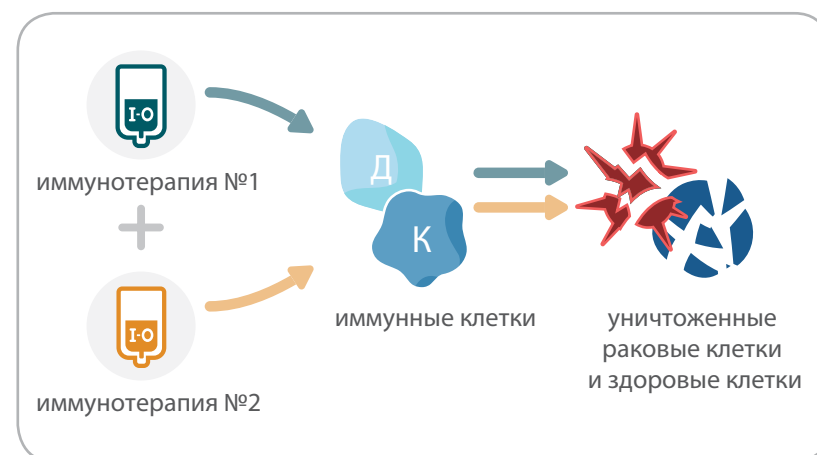 I-O
иммунотерапия №1
I-O
иммунотерапия №2
Д
К
иммунные клетки
уничтоженные
раковые клетки
и здоровые клетки